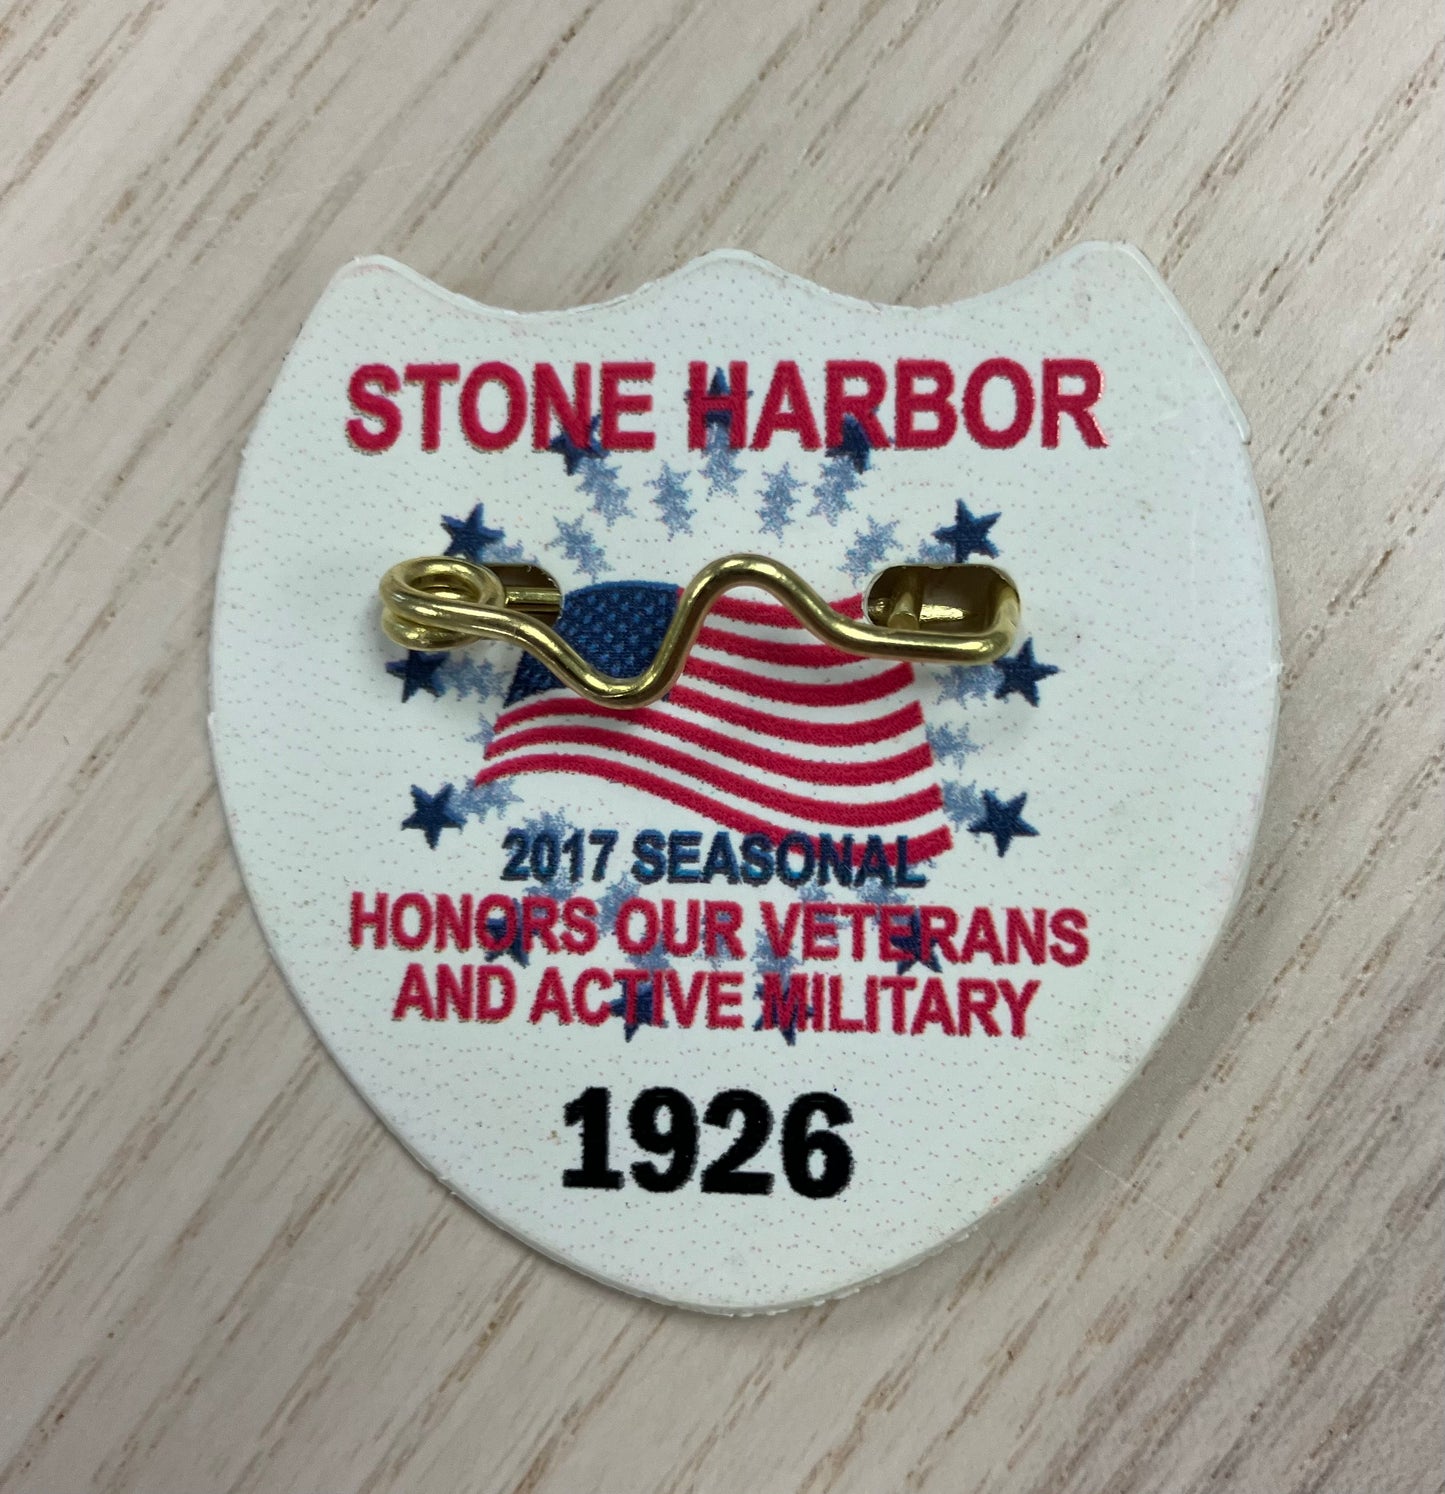 STONE HARBOR
2017 SEASONAL
HONORS OUR VETERANS
AND ACTIVE MILITARY
1926